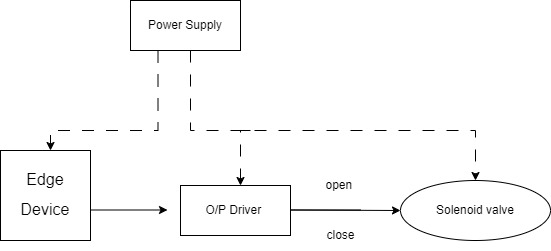 Power Supply
Edge
Device
O/P Driver
open
close
Solenoid valve